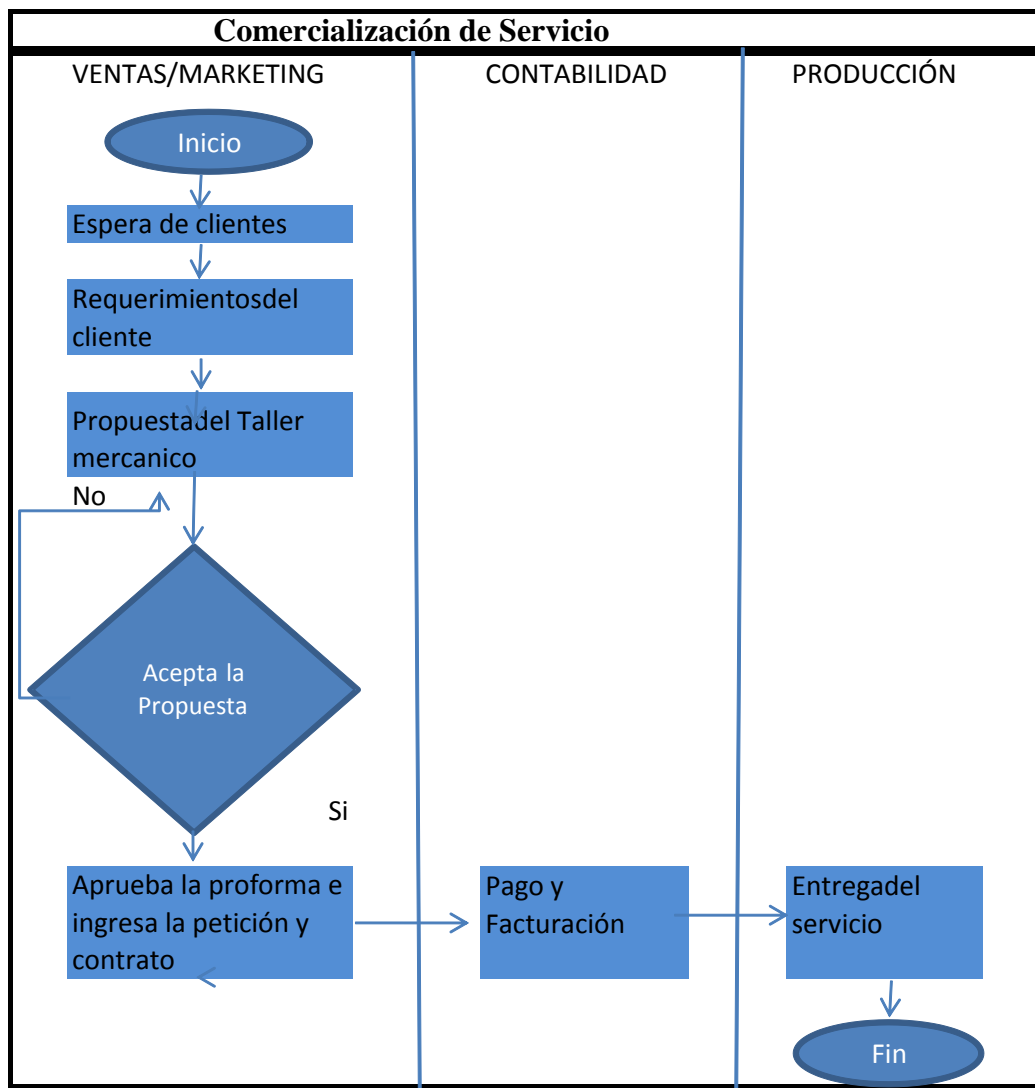 Comercialización de Servicio
VENTAS/MARKETING
CONTABILIDAD
PRODUCCIÓN
Inicio
Espera de clientes
Requerimientosdel
cliente
Propuestadel Taller
mercanico
No
Acepta la
Propuesta
Si
Aprueba la proforma e
ingresa la petición y
contrato
Pago y
Facturación
Entregadel
servicio
Fin